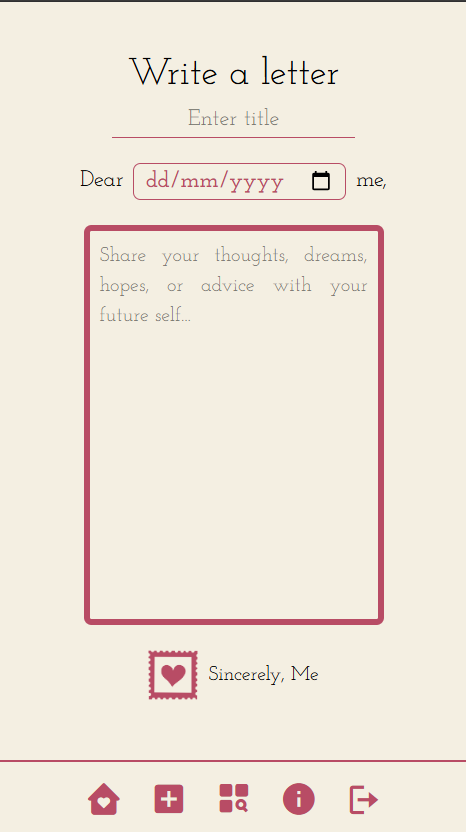 Write a letter
Enter title
Dear dd/mm/yyyy me,
Share your thoughts, dreams,
hopes, or advice with your
future self...
Sincerely, Me